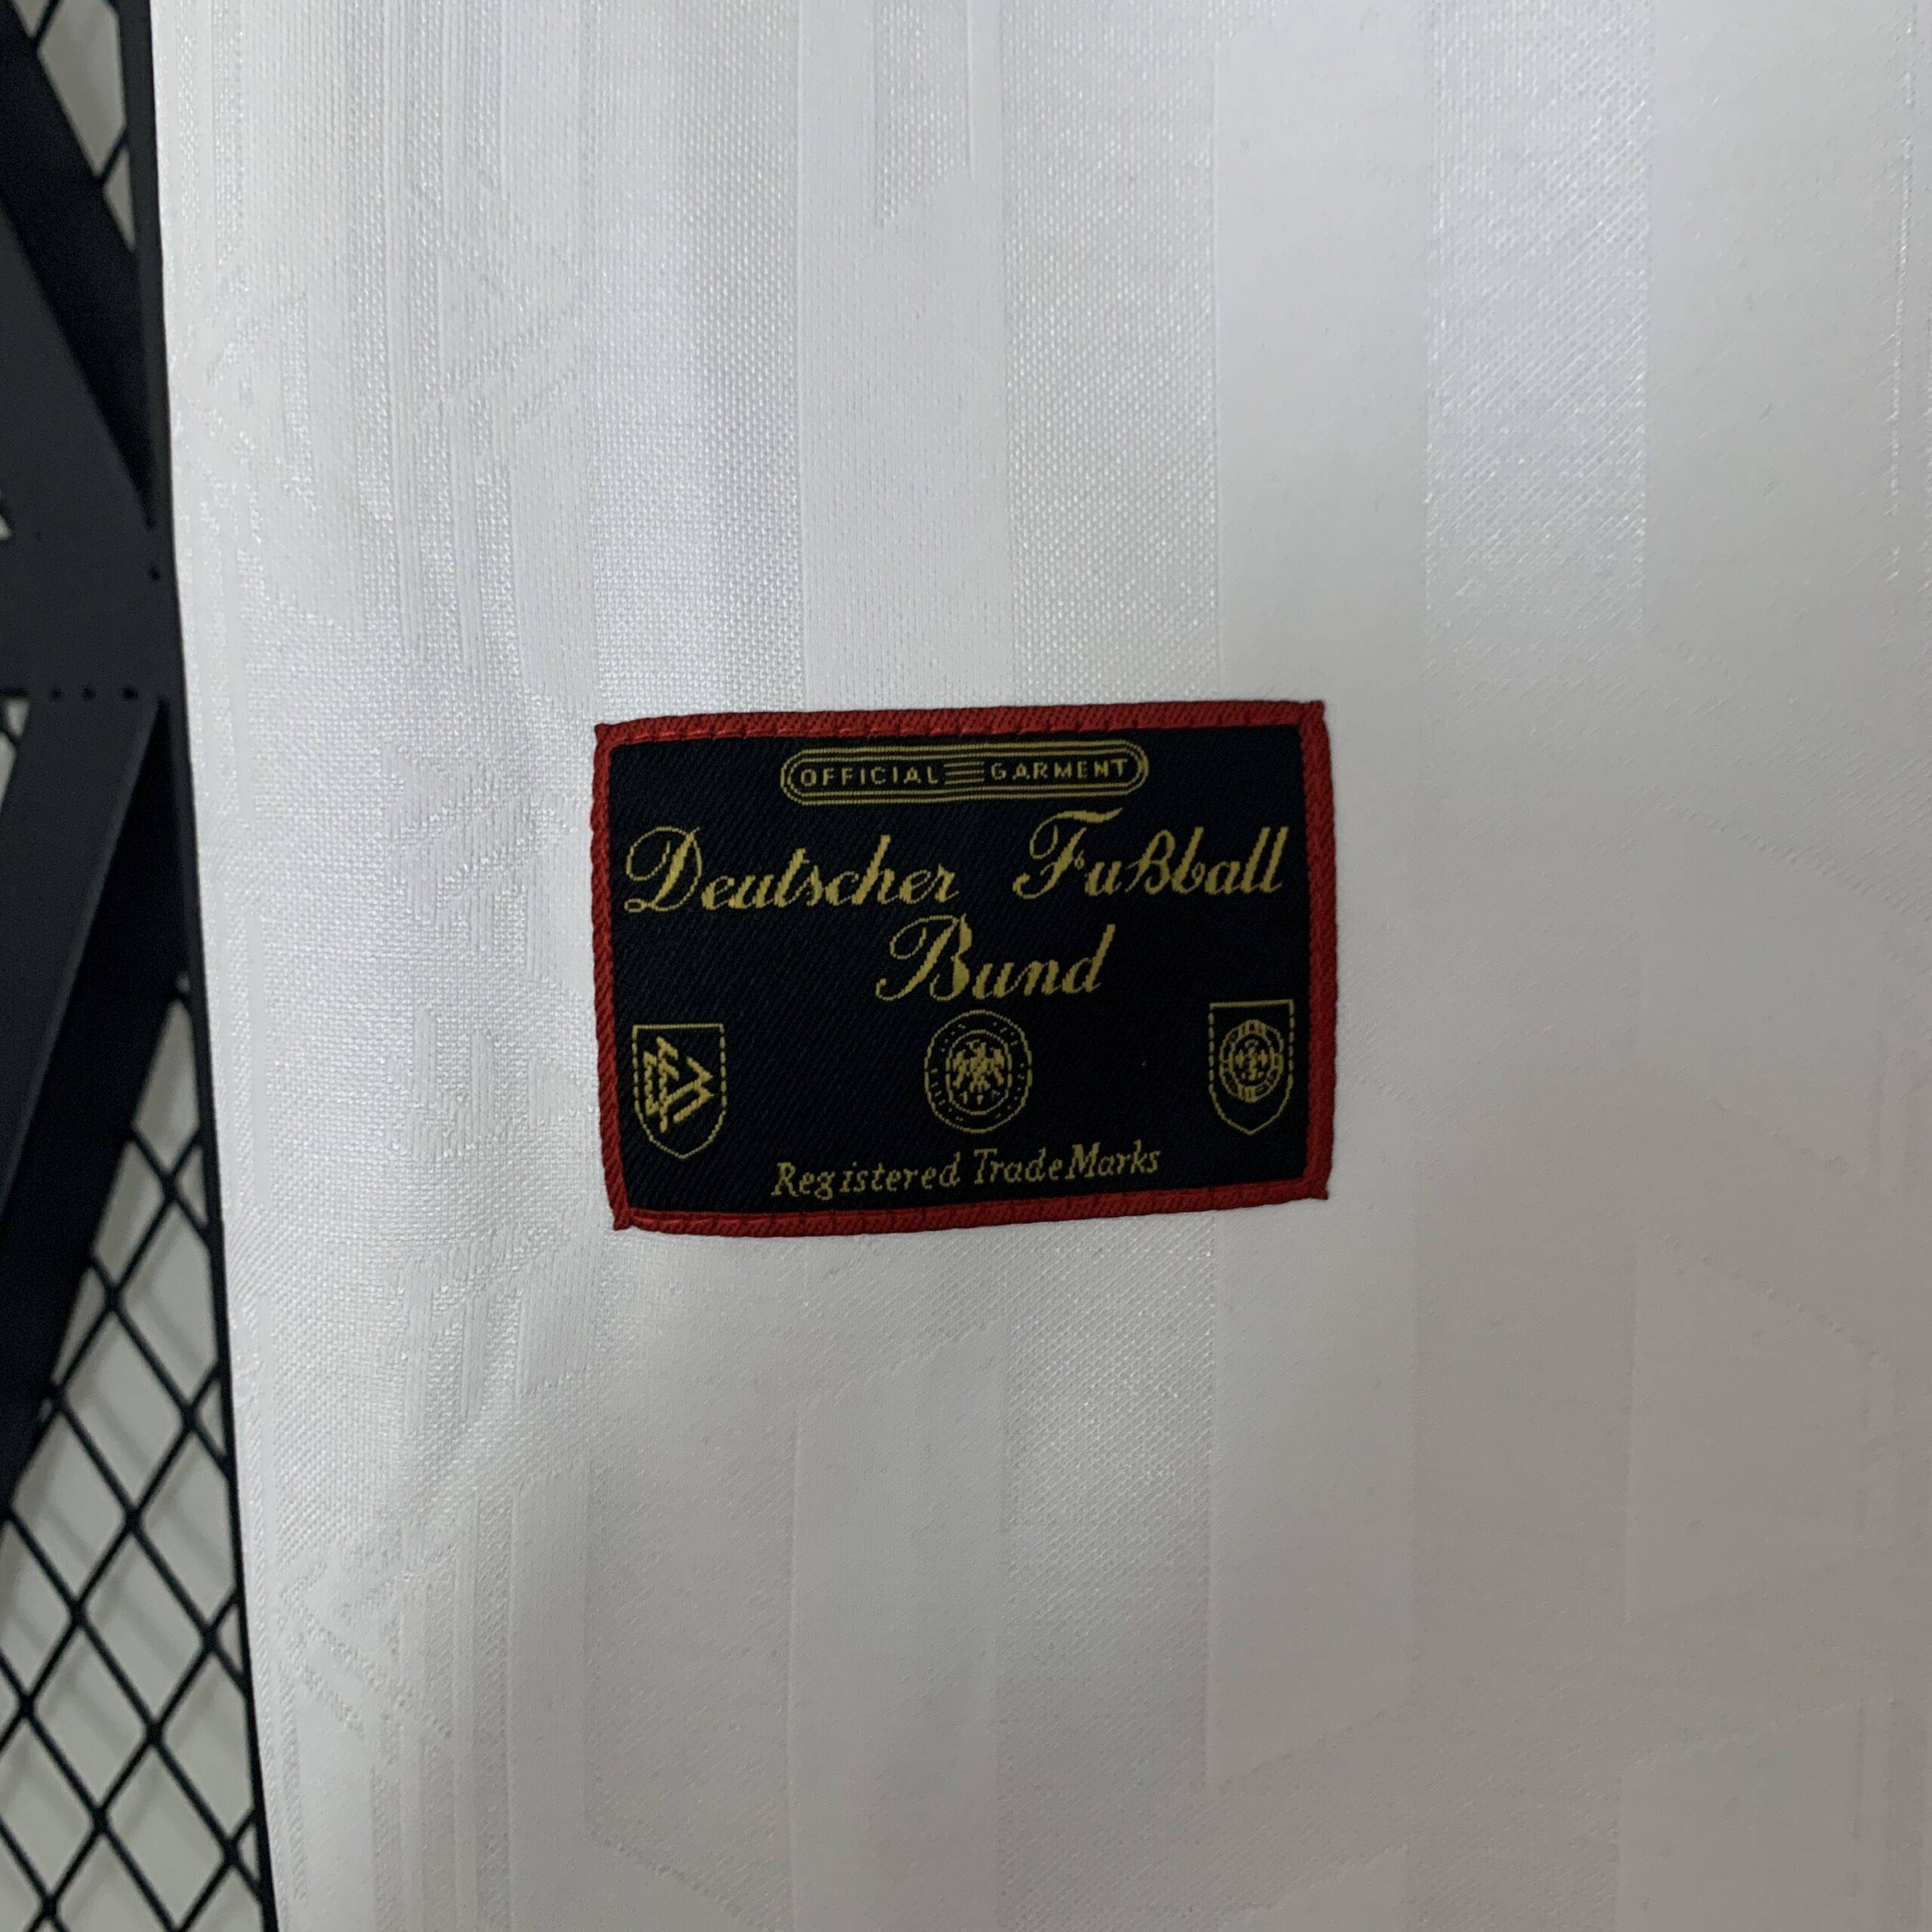 OFFICIAL GARMENT
Deutscher Fußball
Bund
Registered TradeMarks